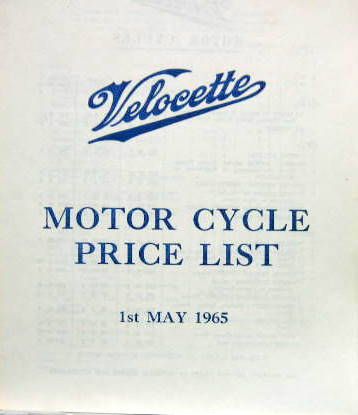 Velocette
MOTOR CYCLE
PRICE LIST
1st MAY 1965